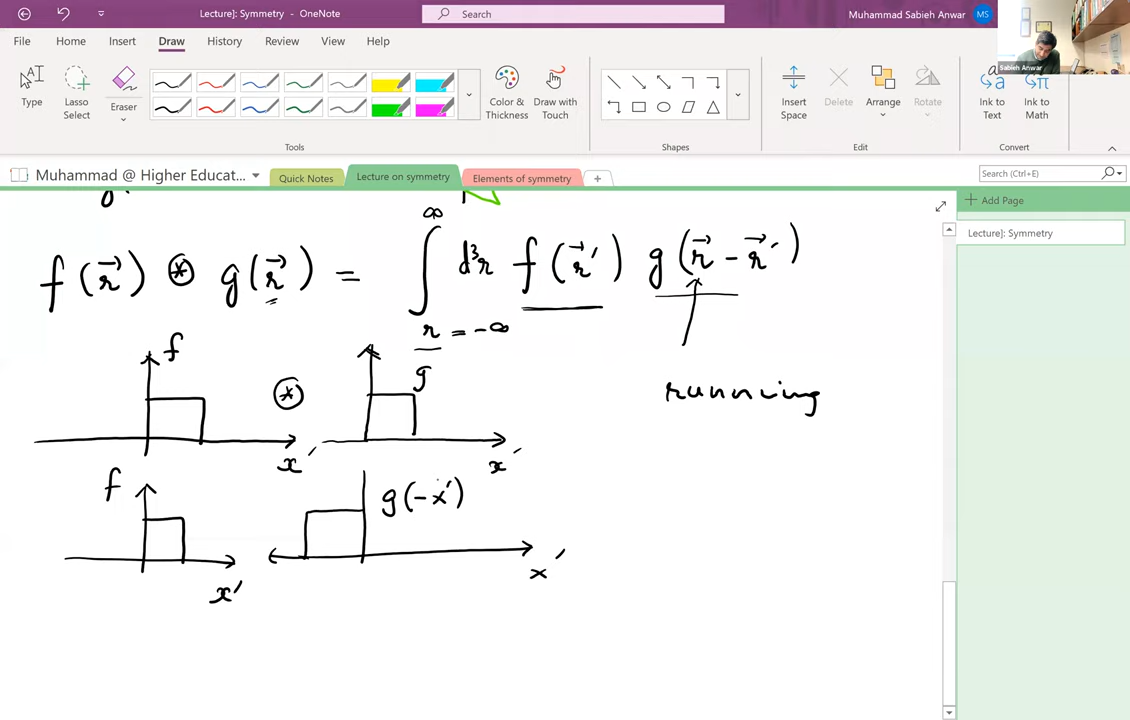 Lecture]: Symmetry - OneNote
Search
Muhammad Sabieh Anwar MS
File Home Insert Draw History Review View Help
Sabieh Anwar
Type
Lasso Select
Eraser
Color & Thickness
Draw with Touch
Insert Space
Delete
Arrange
Rotate
Ink to Text
Ink to Math
Tools
Shapes
Edit
Convert
Muhammad @ Higher Educat...
Quick Notes
Lecture on symmetry
Elements of symmetry
Search (Ctrl+E)
Add Page
Lecture]: Symmetry
f(r⃗) ⊛ g(r⃗) = ∫ d³r f(r⃗′) g(r⃗ - r⃗′)
∞
r = -∞
f
⊛
g
running
x′
x′
f
g(-x′)
x′
x′